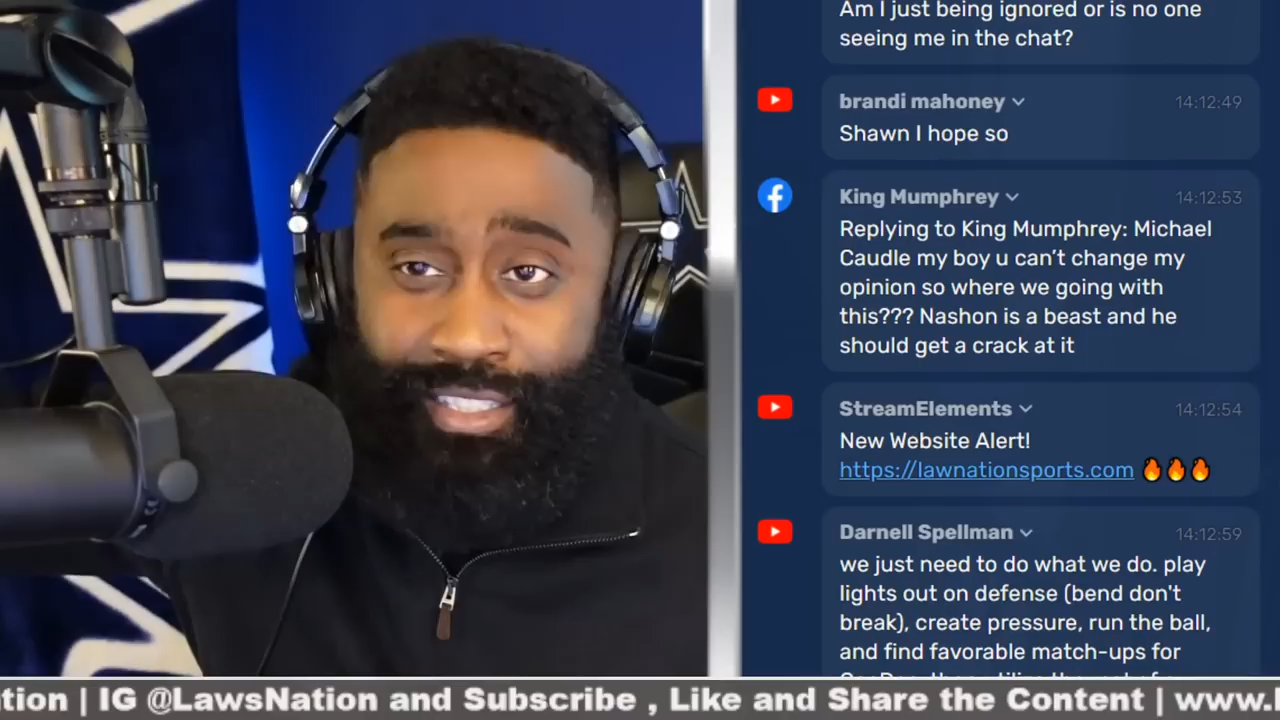 Am I just being ignored or is no one
seeing me in the chat?
brandi mahoney 14:12:49
Shawn I hope so
King Mumphrey 14:12:53
Replying to King Mumphrey: Michael
Caudle my boy u can’t change my
opinion so where we going with
this??? Nashon is a beast and he
should get a crack at it
StreamElements 14:12:54
New Website Alert!
https://lawnationsports.com 🔥🔥🔥
Darnell Spellman 14:12:59
we just need to do what we do. play
lights out on defense (bend don't
break), create pressure, run the ball,
and find favorable match-ups for
| IG @LawsNation and Subscribe , Like and Share the Content |